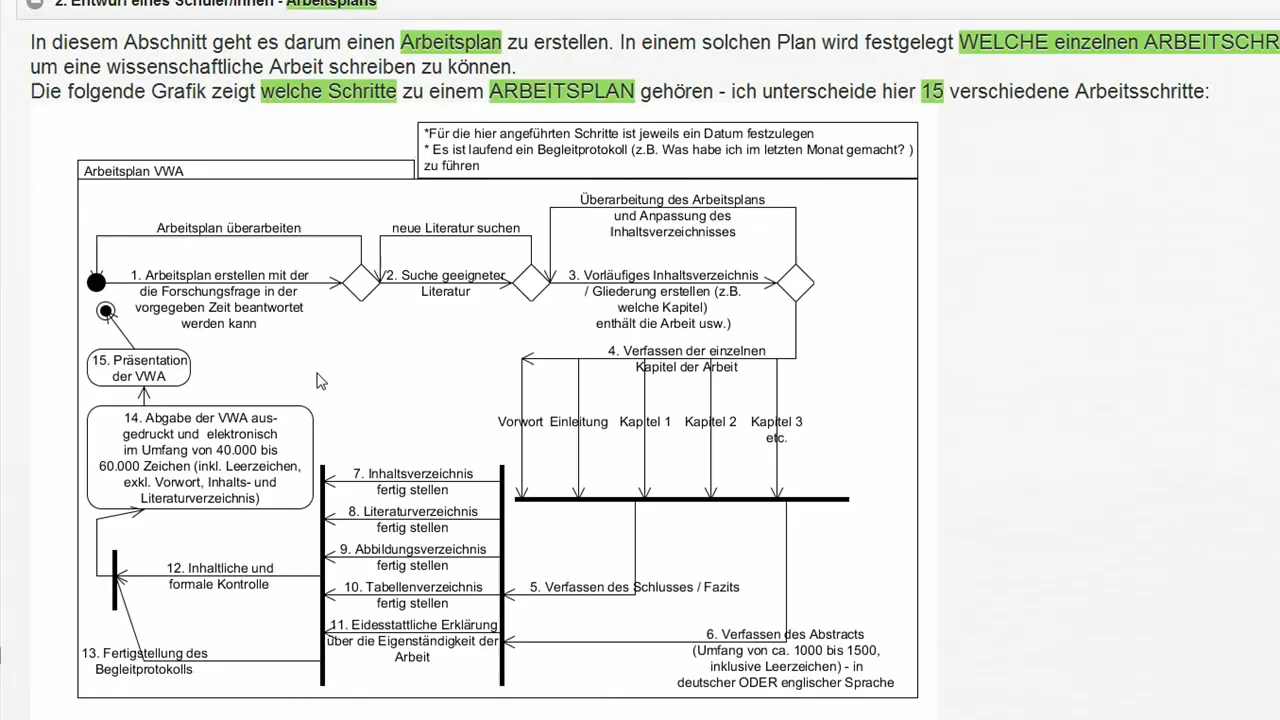 2. Entwurf eines Schüler/innen - Arbeitsplans
In diesem Abschnitt geht es darum einen Arbeitsplan zu erstellen. In einem solchen Plan wird festgelegt WELCHE einzelnen ARBEITSCHR
um eine wissenschaftliche Arbeit schreiben zu können.
Die folgende Grafik zeigt welche Schritte zu einem ARBEITSPLAN gehören - ich unterscheide hier 15 verschiedene Arbeitsschritte:
*Für die hier angeführten Schritte ist jeweils ein Datum festzulegen
* Es ist laufend ein Begleitprotokoll (z.B. Was habe ich im letzten Monat gemacht? )
zu führen
Arbeitsplan VWA
Arbeitsplan überarbeiten
neue Literatur suchen
Überarbeitung des Arbeitsplans
und Anpassung des
Inhaltsverzeichnisses
1. Arbeitsplan erstellen mit der
die Forschungsfrage in der
vorgegeben Zeit beantwortet
werden kann
2. Suche geeigneter
Literatur
3. Vorläufiges Inhaltsverzeichnis
/ Gliederung erstellen (z.B.
welche Kapitel)
enthält die Arbeit usw.)
4. Verfassen der einzelnen
Kapitel der Arbeit
Vorwort
Einleitung
Kapitel 1
Kapitel 2
Kapitel 3
etc.
15. Präsentation
der VWA
14. Abgabe der VWA aus-
gedruckt und elektronisch
im Umfang von 40.000 bis
60.000 Zeichen (inkl. Leerzeichen,
exkl. Vorwort, Inhalts- und
Literaturverzeichnis)
7. Inhaltsverzeichnis
fertig stellen
8. Literaturverzeichnis
fertig stellen
9. Abbildungsverzeichnis
fertig stellen
10. Tabellenverzeichnis
fertig stellen
11. Eidesstattliche Erklärung
über die Eigenständigkeit der
Arbeit
5. Verfassen des Schlusses / Fazits
6. Verfassen des Abstracts
(Umfang von ca. 1000 bis 1500,
inklusive Leerzeichen) - in
deutscher ODER englischer Sprache
12. Inhaltliche und
formale Kontrolle
13. Fertigstellung des
Begleitprotokolls